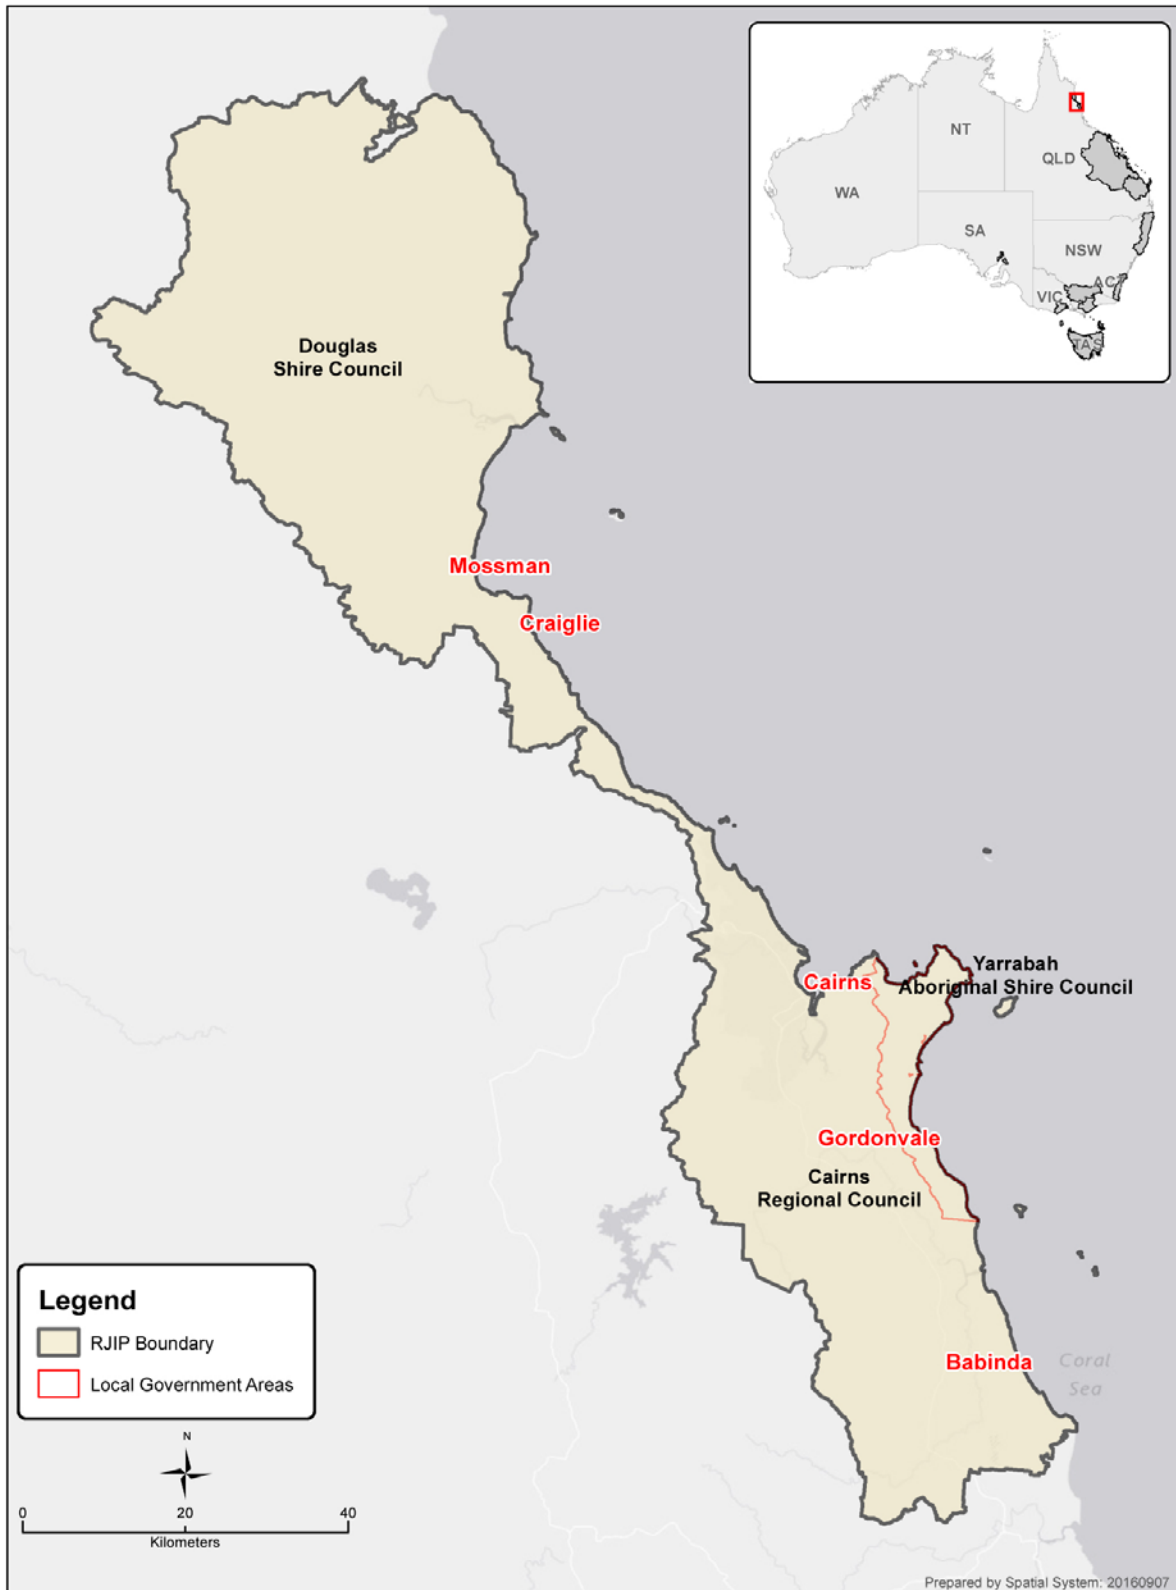 WA
NT
QLD
SA
NSW
ACT
VIC
TAS
Douglas
Shire Council
Mossman
Craiglie
Cairns
Yarrabah
Aboriginal Shire Council
Gordonvale
Cairns
Regional Council
Babinda
Coral
Sea
Legend
RJIP Boundary
Local Government Areas
N
0
20
40
Kilometers
Prepared by Spatial System: 20160907